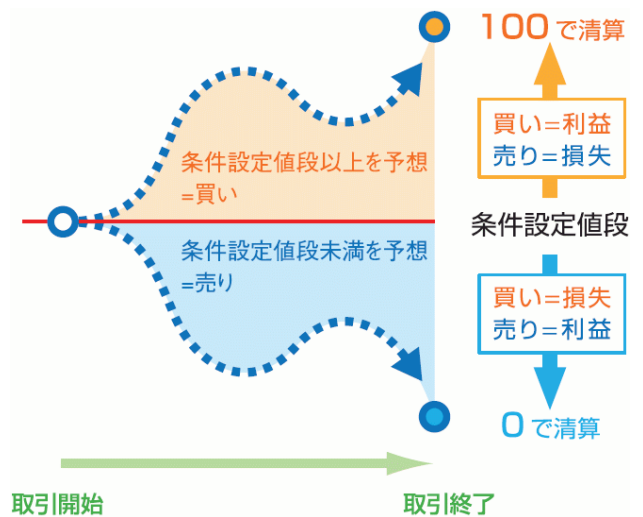 100で清算
買い=利益
売り=損失
条件設定値段以上を予想
=買い
条件設定値段
条件設定値段未満を予想
=売り
買い=損失
売り=利益
0で清算
取引開始
取引終了